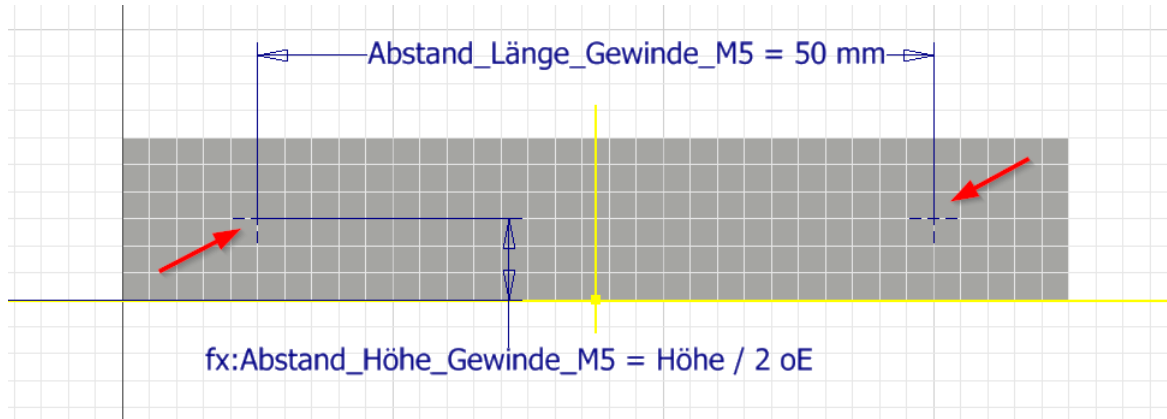 Abstand_Länge_Gewinde_M5 = 50 mm
fx:Abstand_Höhe_Gewinde_M5 = Höhe / 2 oE